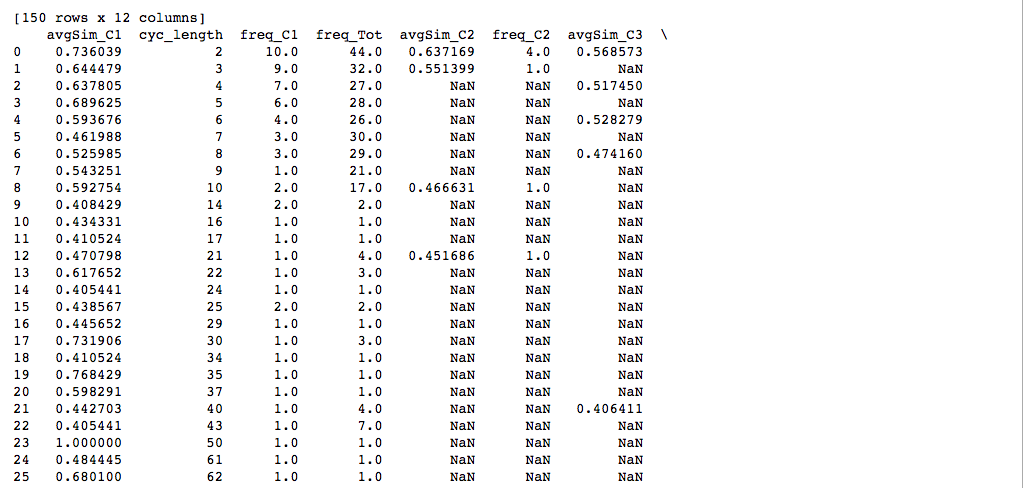 [150 rows x 12 columns]
avgSim_C1 cyc_length freq_C1 freq_Tot avgSim_C2 freq_C2 avgSim_C3 \
0 0.736039 2 10.0 44.0 0.637169 4.0 0.568573
1 0.644479 3 9.0 32.0 0.551399 1.0 NaN
2 0.637805 4 7.0 27.0 NaN NaN 0.517450
3 0.689625 5 6.0 28.0 NaN NaN NaN
4 0.593676 6 4.0 26.0 NaN NaN 0.528279
5 0.461988 7 3.0 30.0 NaN NaN NaN
6 0.525985 8 3.0 29.0 NaN NaN 0.474160
7 0.543251 9 1.0 21.0 NaN NaN NaN
8 0.592754 10 2.0 17.0 0.466631 1.0 NaN
9 0.408429 14 2.0 2.0 NaN NaN NaN
10 0.434331 16 1.0 1.0 NaN NaN NaN
11 0.410524 17 1.0 1.0 NaN NaN NaN
12 0.470798 21 1.0 4.0 0.451686 1.0 NaN
13 0.617652 22 1.0 3.0 NaN NaN NaN
14 0.405441 24 1.0 1.0 NaN NaN NaN
15 0.438567 25 2.0 2.0 NaN NaN NaN
16 0.445652 29 1.0 1.0 NaN NaN NaN
17 0.731906 30 1.0 3.0 NaN NaN NaN
18 0.410524 34 1.0 1.0 NaN NaN NaN
19 0.768429 35 1.0 1.0 NaN NaN NaN
20 0.598291 37 1.0 1.0 NaN NaN NaN
21 0.442703 40 1.0 4.0 NaN NaN 0.406411
22 0.405441 43 1.0 7.0 NaN NaN NaN
23 1.000000 50 1.0 1.0 NaN NaN NaN
24 0.484445 61 1.0 1.0 NaN NaN NaN
25 0.680100 62 1.0 1.0 NaN NaN NaN